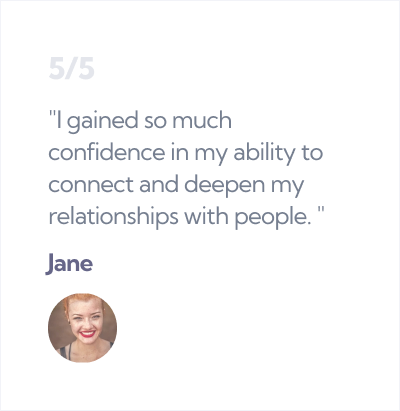 5/5
"I gained so much
confidence in my ability to
connect and deepen my
relationships with people. "
Jane